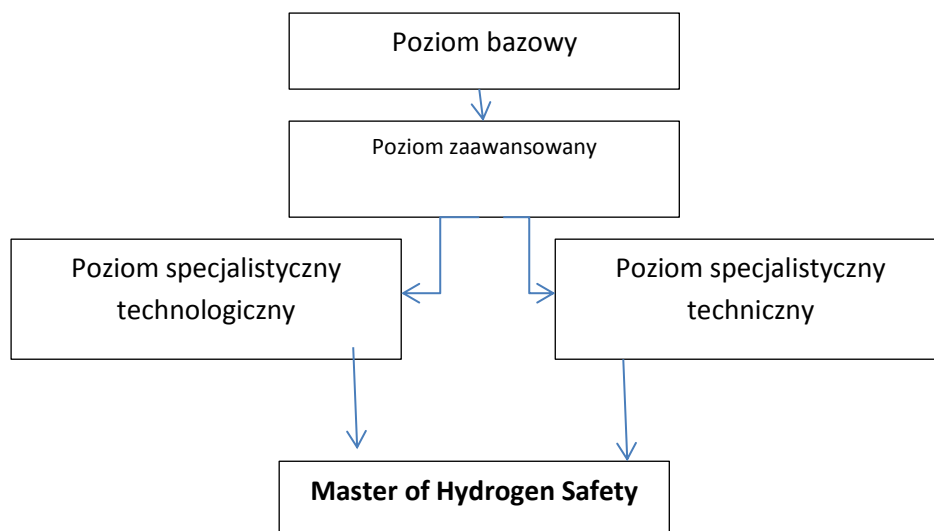 Poziom bazowy
Poziom zaawansowany
Poziom specjalistyczny
technologiczny
Poziom specjalistyczny
techniczny
Master of Hydrogen Safety